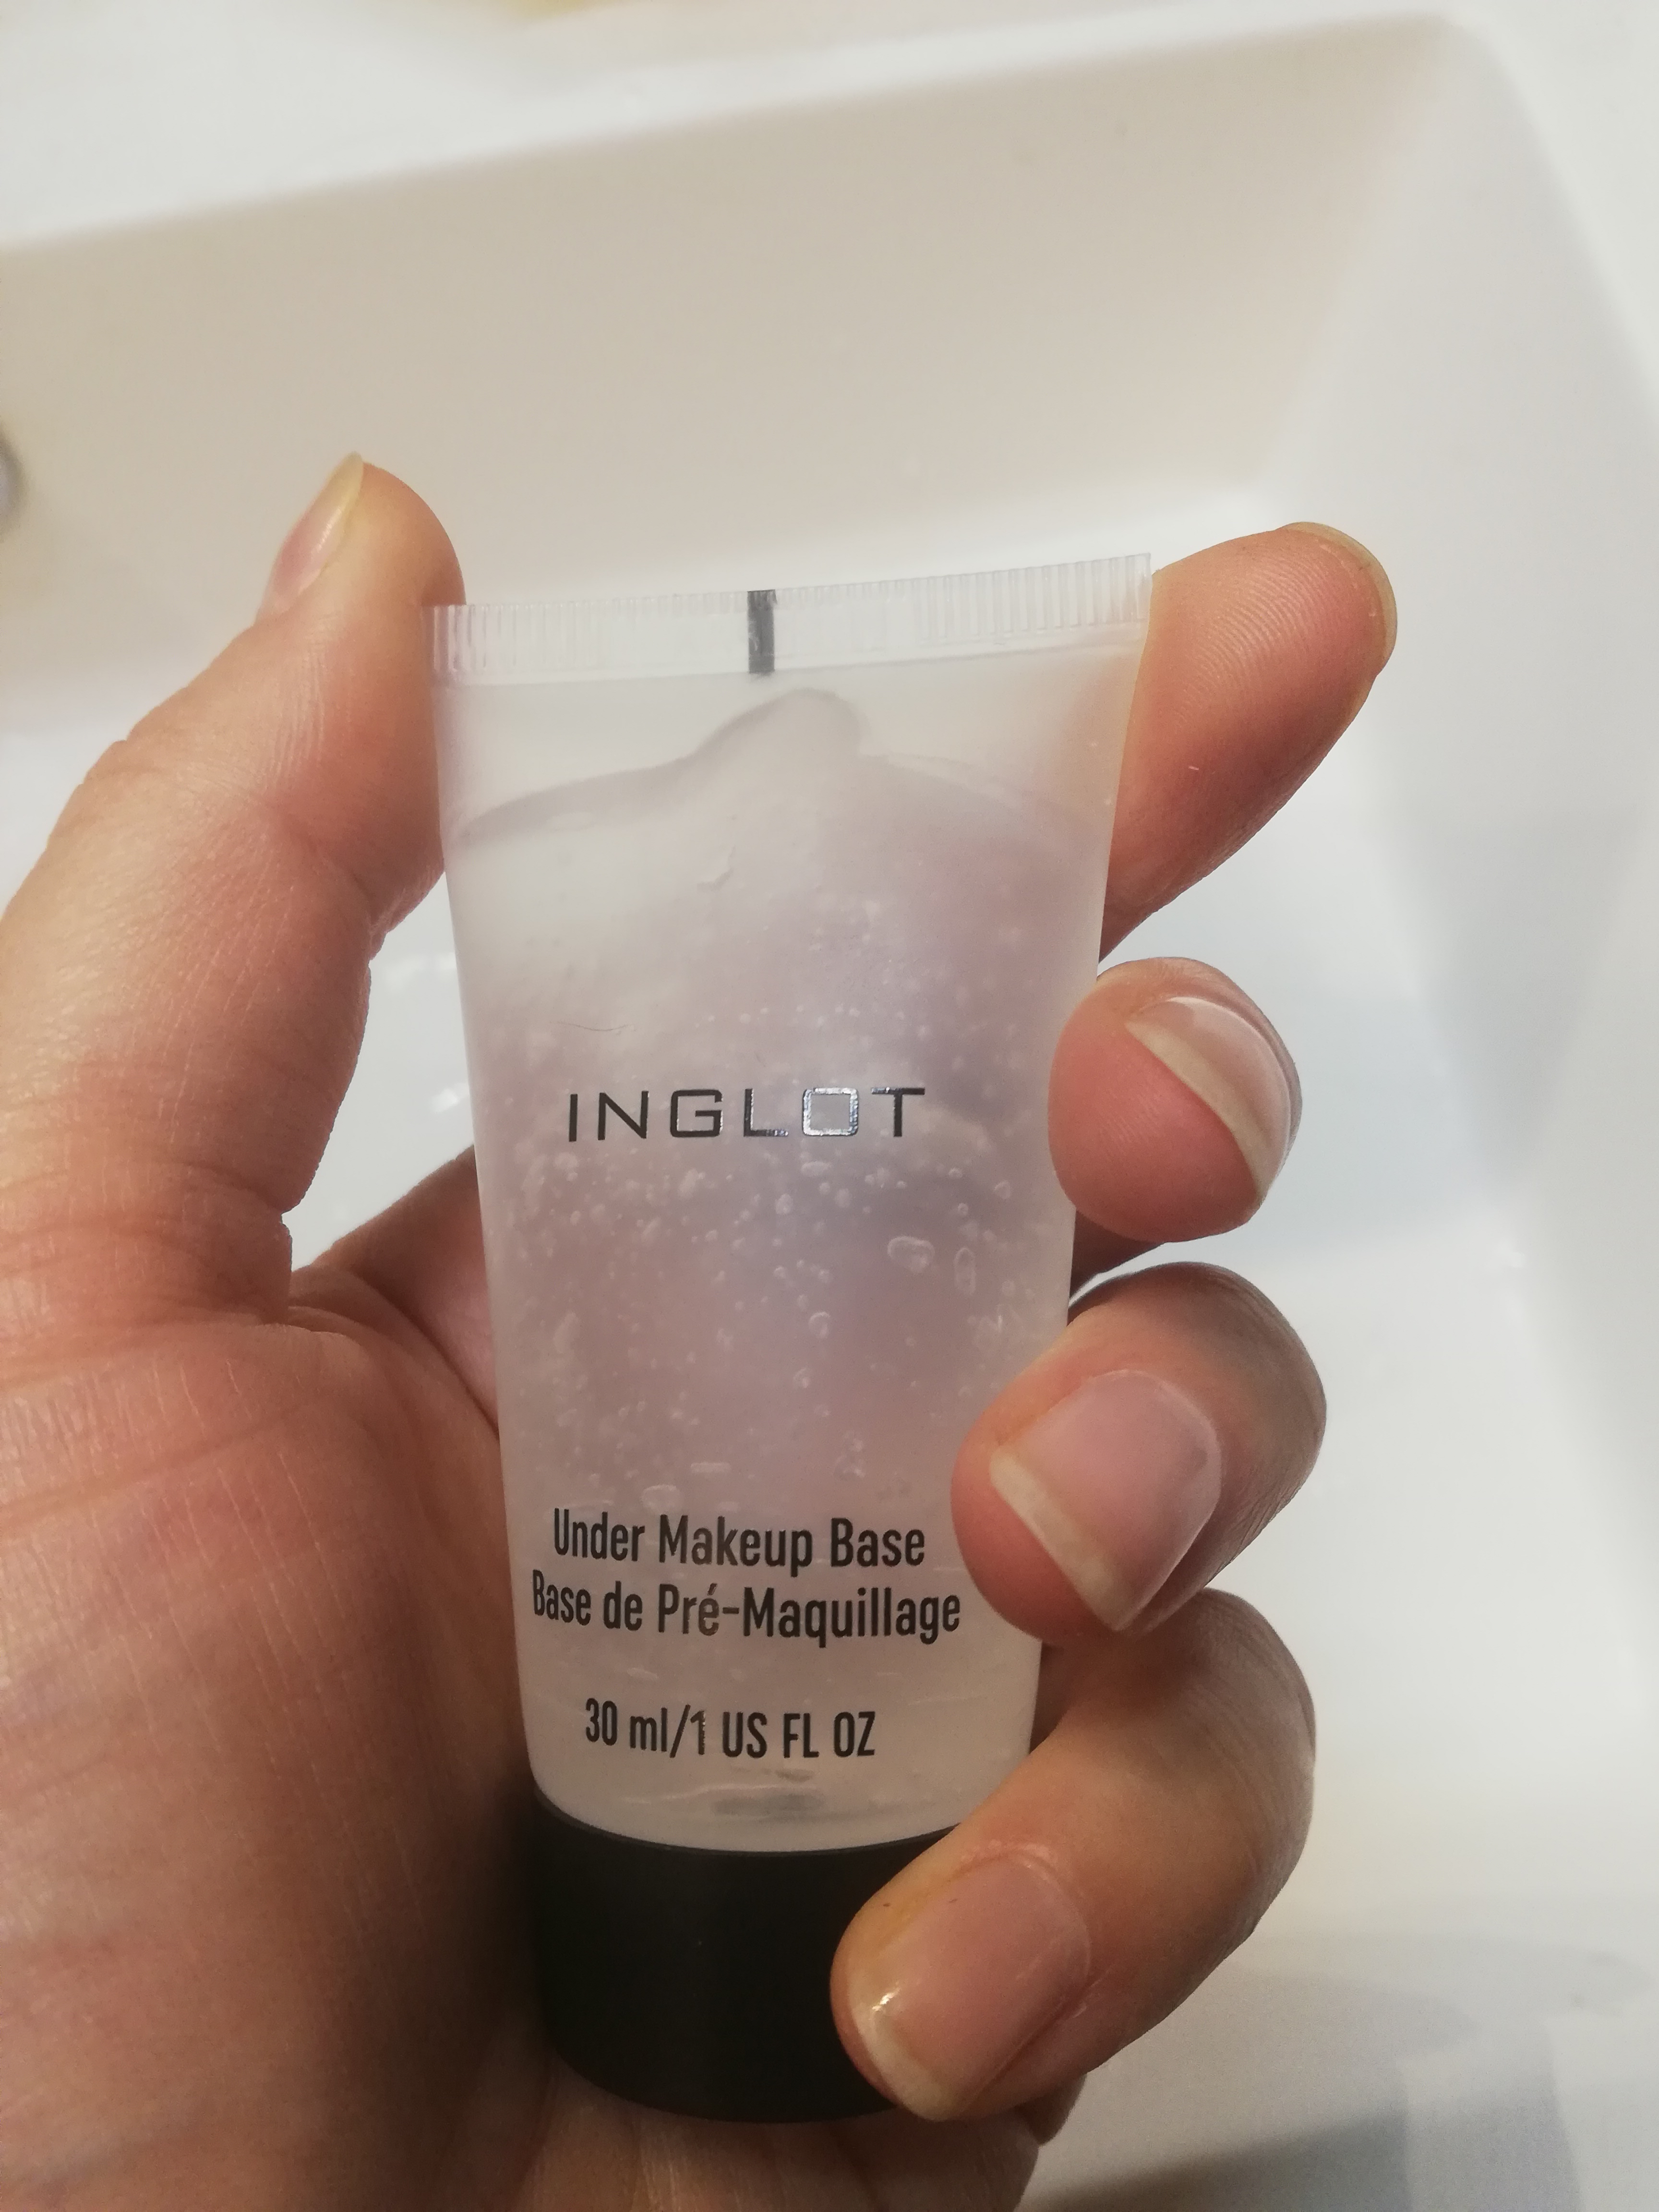 INGLOT
Under Makeup Base
Base de Pré-Maquillage
30 ml/1 US FL OZ